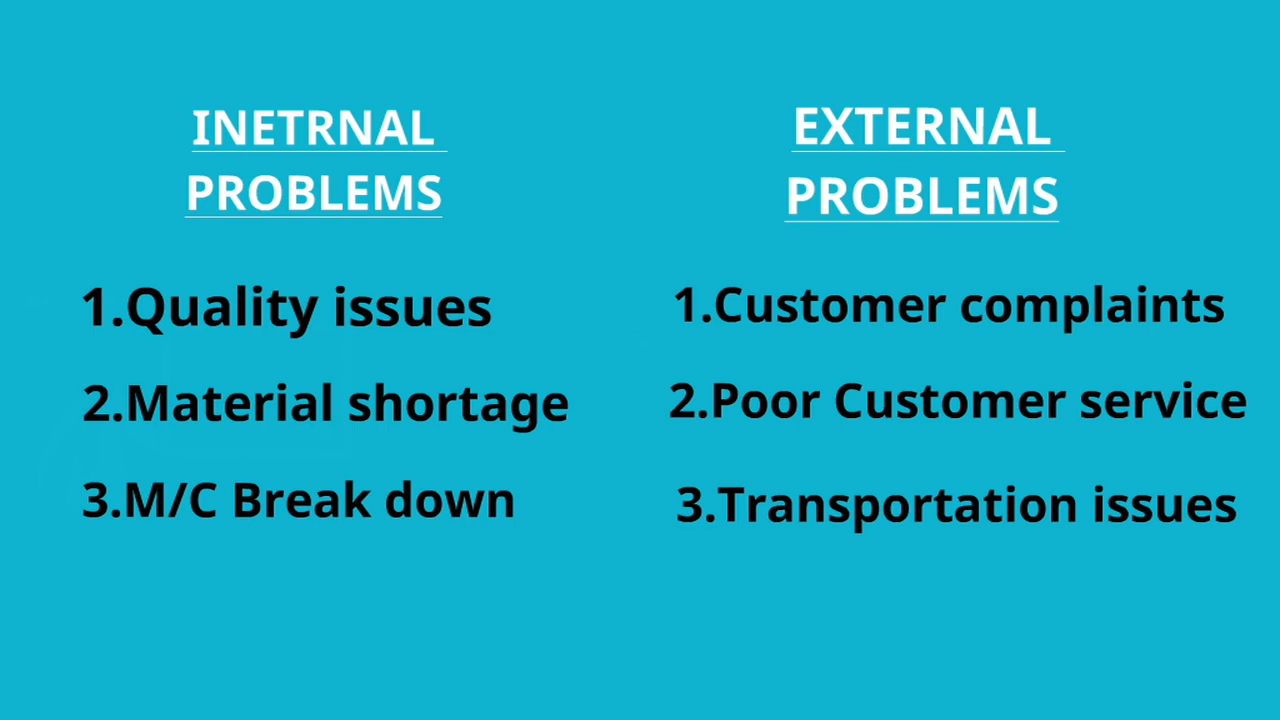 INETRNAL
PROBLEMS
1.Quality issues
2.Material shortage
3.M/C Break down
EXTERNAL
PROBLEMS
1.Customer complaints
2.Poor Customer service
3.Transportation issues